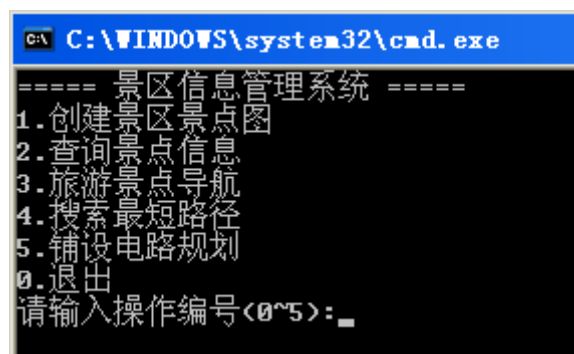 C:\WINDOWS\system32\cmd.exe
===== 景区信息管理系统 =====
1.创建景区景点图
2.查询景点信息
3.旅游景点导航
4.搜索最短路径
5.铺设电路规划
0.退出
请输入操作编号(0~5):_